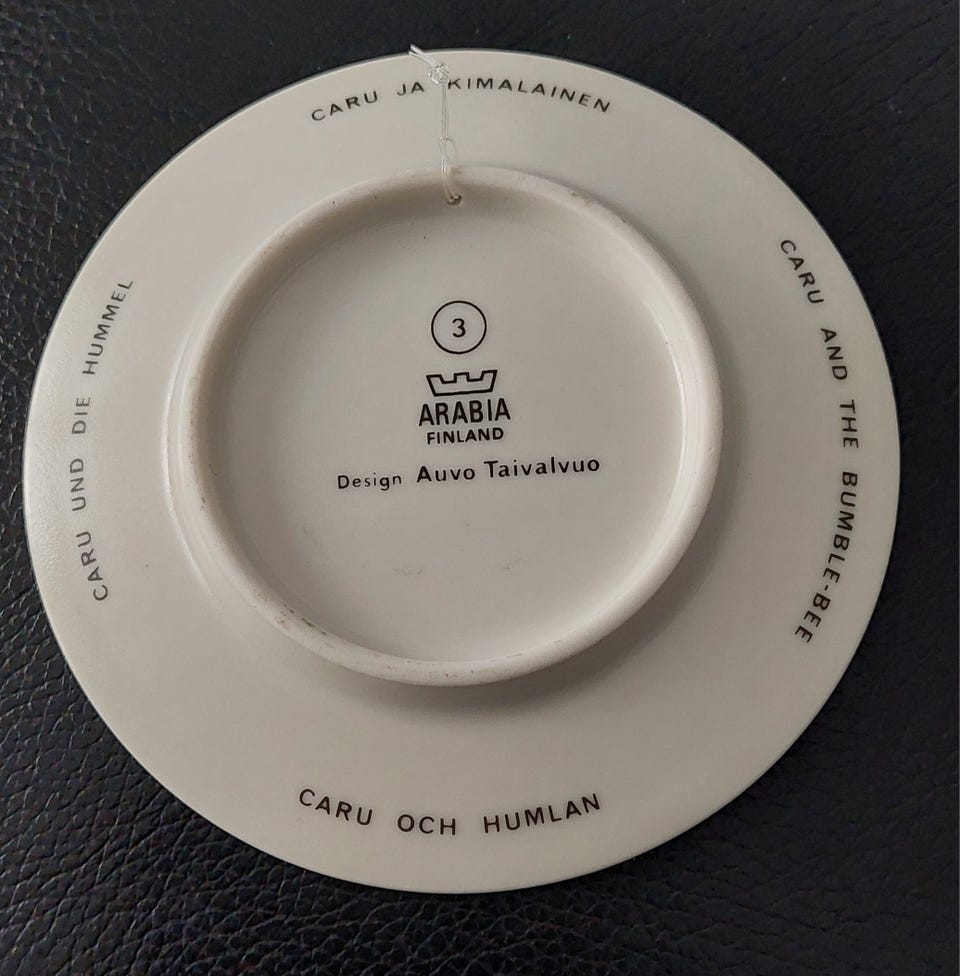 CARU JA KIMALAINEN
CARU AND THE BUMBLE-BEE
CARU OCH HUMLAN
CARU UND DIE HUMMEL
3
ARABIA
FINLAND
Design Auvo Taivalvuo